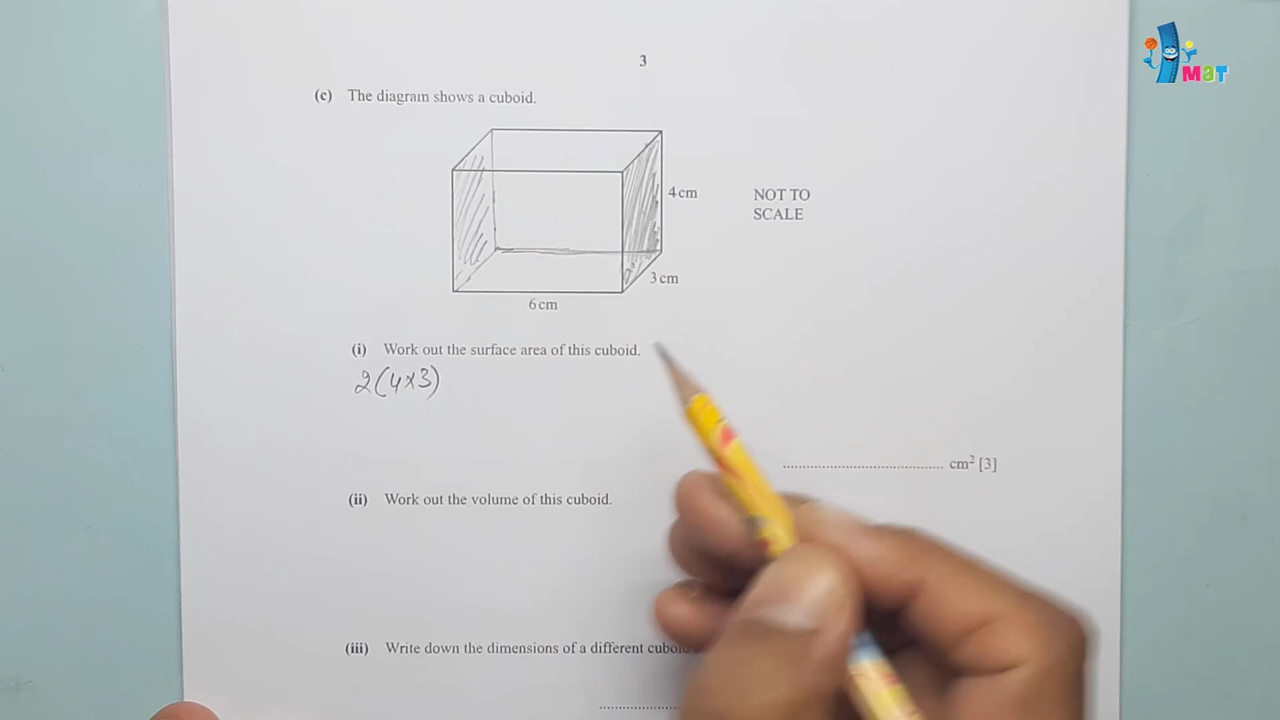 MaT
3
(c) The diagram shows a cuboid.
4 cm
NOT TO
SCALE
3 cm
6 cm
(i) Work out the surface area of this cuboid.
2(4×3)
........................................ cm² [3]
(ii) Work out the volume of this cuboid.
(iii) Write down the dimensions of a different cuboid